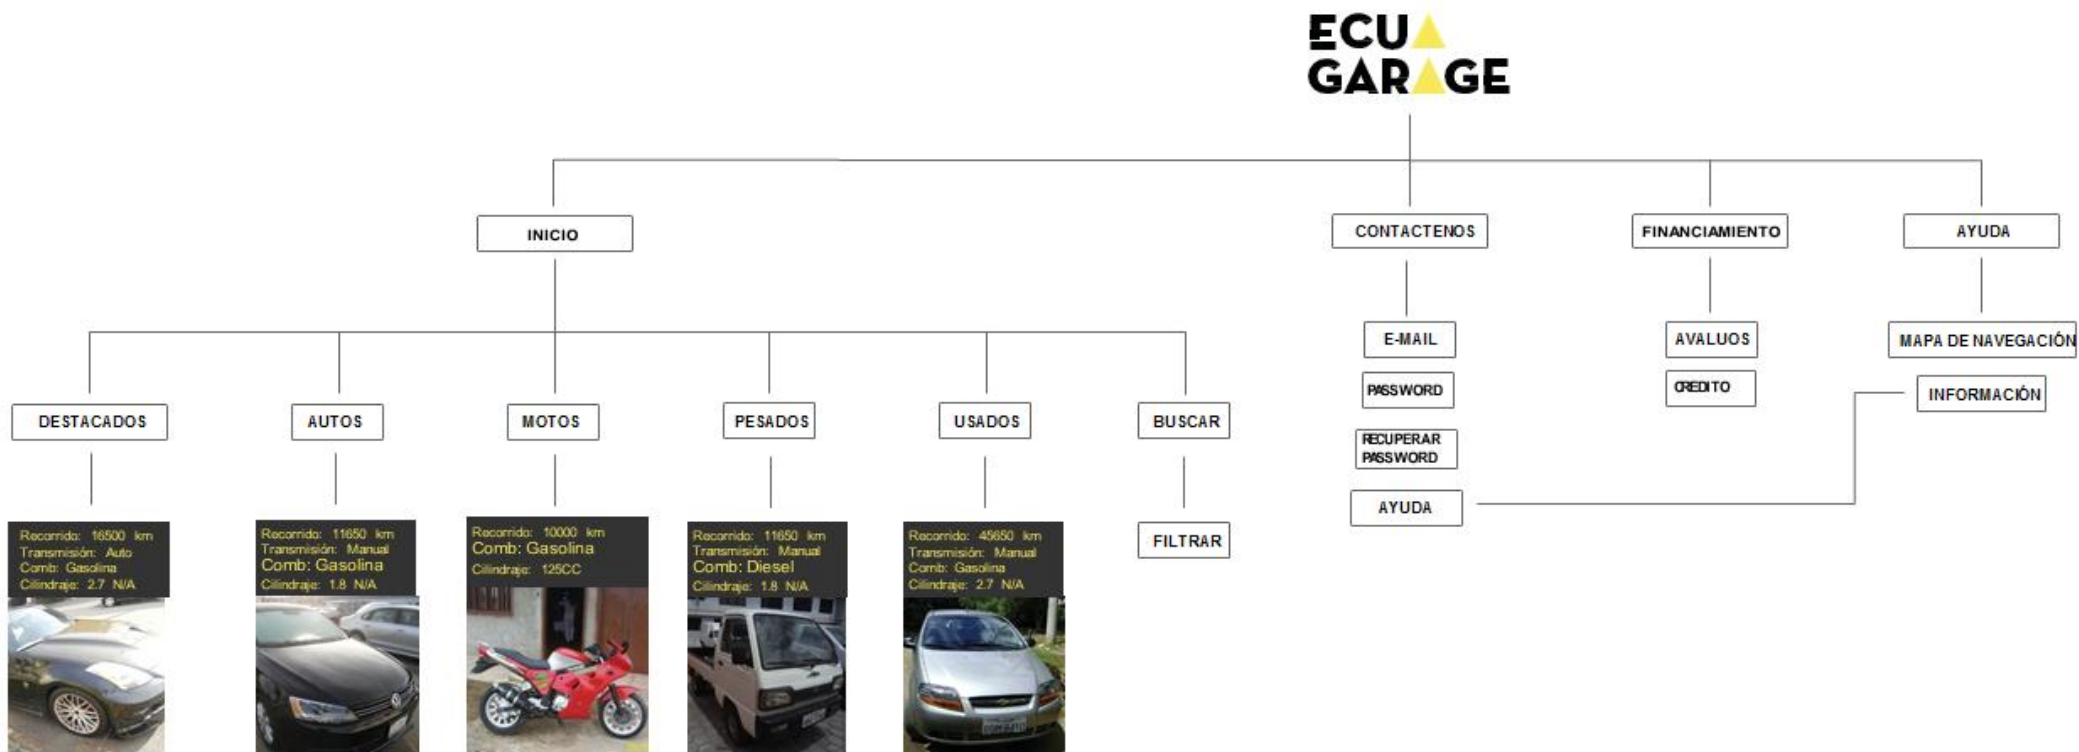 ECUA
GARAGE
INICIO
CONTACTENOS
FINANCIAMIENTO
AYUDA
E-MAIL
PASSWORD
RECUPERAR
PASSWORD
AYUDA
AVALUOS
CREDITO
MAPA DE NAVEGACIÓN
INFORMACIÓN
DESTACADOS
AUTOS
MOTOS
PESADOS
USADOS
BUSCAR
FILTRAR
Recorrido: 16500 km
Transmisión: Auto
Comb: Gasolina
Cilindraje: 2.7 N/A
Recorrido: 11650 km
Transmisión: Manual
Comb: Gasolina
Cilindraje: 1.8 N/A
Recorrido: 10000 km
Comb: Gasolina
Cilindraje: 125CC
Recorrido: 11650 km
Transmisión: Manual
Comb: Diesel
Cilindraje: 1.8 N/A
Recorrido: 45650 km
Transmisión: Manual
Comb: Gasolina
Cilindraje: 2.7 N/A